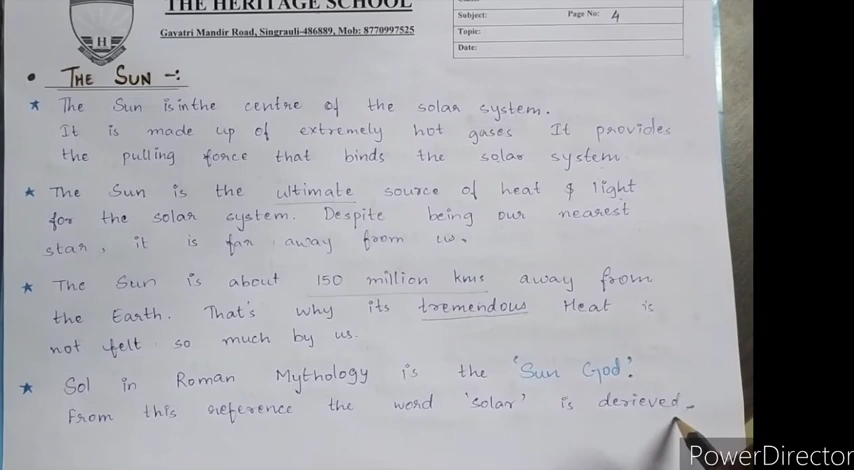 THE HERITAGE SCHOOL
Gayatri Mandir Road, Singrauli-486889, Mob: 8770997525
Subject:
Page No: 4
Topic:
Date:
H
• THE SUN -:
★ The Sun is in the centre of the solar system.
It is made up of extremely hot gases It provides
the pulling force that binds the solar system
★ The Sun is the ultimate source of heat & light
for the solar system. Despite being our nearest
star, it is far away from us.
★ The Sun is about 150 million kms away from
the Earth. That's why its tremendous Heat is
not felt so much by us.
★ Sol in Roman Mythology is the 'Sun God'.
From this reference the word 'solar' is derieved.
PowerDirector